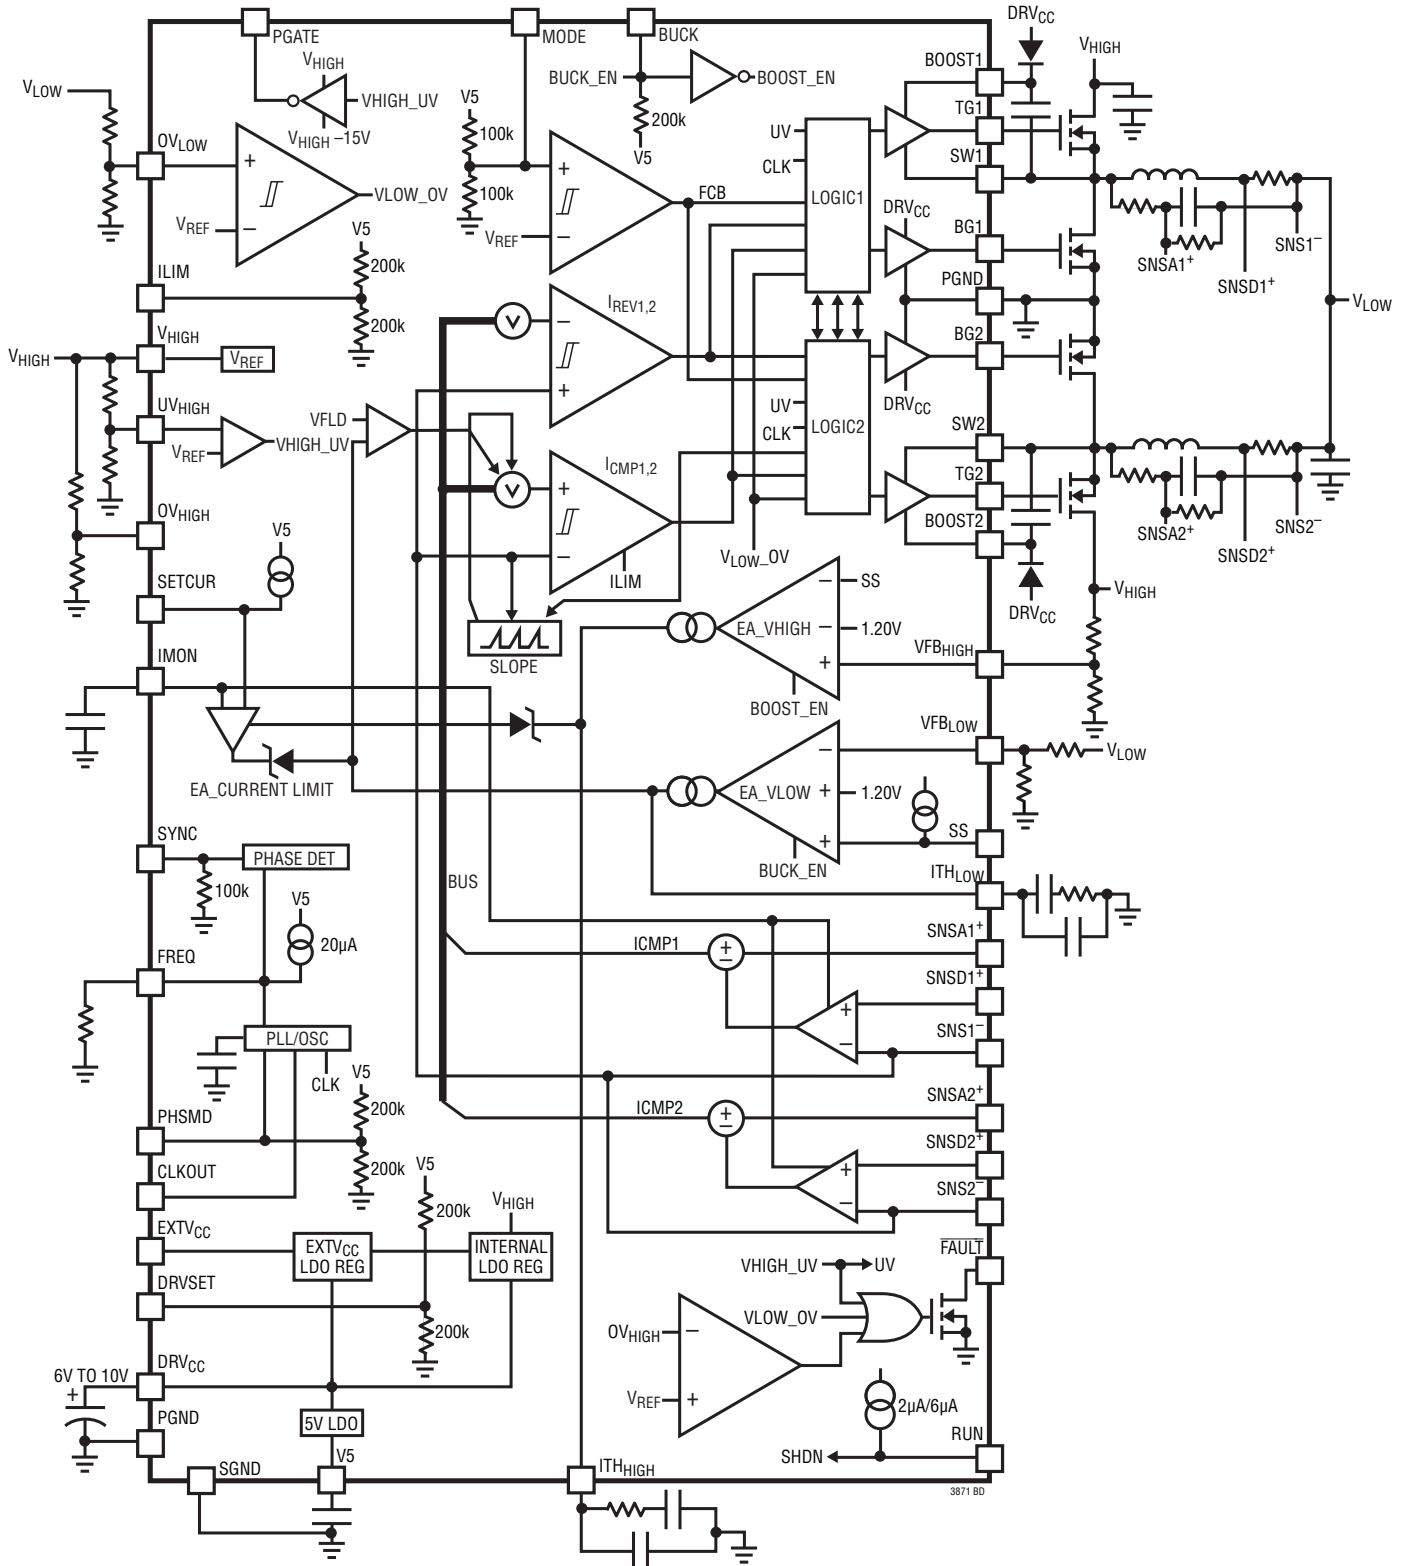 DRVCC
PGATE
MODE
BUCK
VHIGH
VHIGH
BOOST1
VLOW
VHIGH_UV
BUCK_EN
BOOST_EN
V5
TG1
VHIGH –15V
100k
200k
UV
OVLOW
V5
SW1
+
+
CLK
VLOW_OV
100k
FCB
LOGIC1
VREF
–
V5
VREF
–
DRVCC
BG1
SNS1–
ILIM
200k
SNSA1+
SNSD1+
PGND
IREV1,2
VLOW
200k
–
VHIGH
VHIGH
VREF
BG2
+
DRVCC
UVHIGH
UV
VFLD
SW2
VREF
VHIGH_UV
CLK
LOGIC2
ICMP1,2
TG2
+
OVHIGH
BOOST2
SNSA2+
SNS2–
V5
SNSD2+
–
VLOW_OV
SETCUR
ILIM
– SS
VHIGH
DRVCC
EA_VHIGH
– 1.20V
VFBHIGH
SLOPE
+
IMON
BOOST_EN
VFBLOW
–
VLOW
EA_CURRENT LIMIT
EA_VLOW
+ 1.20V
SS
SYNC
+
PHASE DET
BUCK_EN
ITHLOW
BUS
100k
V5
SNSA1+
20µA
ICMP1
+
–
FREQ
SNSD1+
+
PLL/OSC
SNS1–
–
CLK
V5
SNSA2+
PHSMD
200k
ICMP2
+
–
SNSD2+
CLKOUT
200k
V5
+
SNS2–
–
VHIGH
200k
EXTVCC
EXTVCC
LDO REG
INTERNAL
LDO REG
FAULT
VHIGH_UV
UV
DRVSET
VLOW_OV
200k
OVHIGH
–
DRVCC
6V TO 10V
+
VREF
+
2µA/6µA
PGND
5V LDO
RUN
V5
SHDN
SGND
ITHHIGH
3871 BD